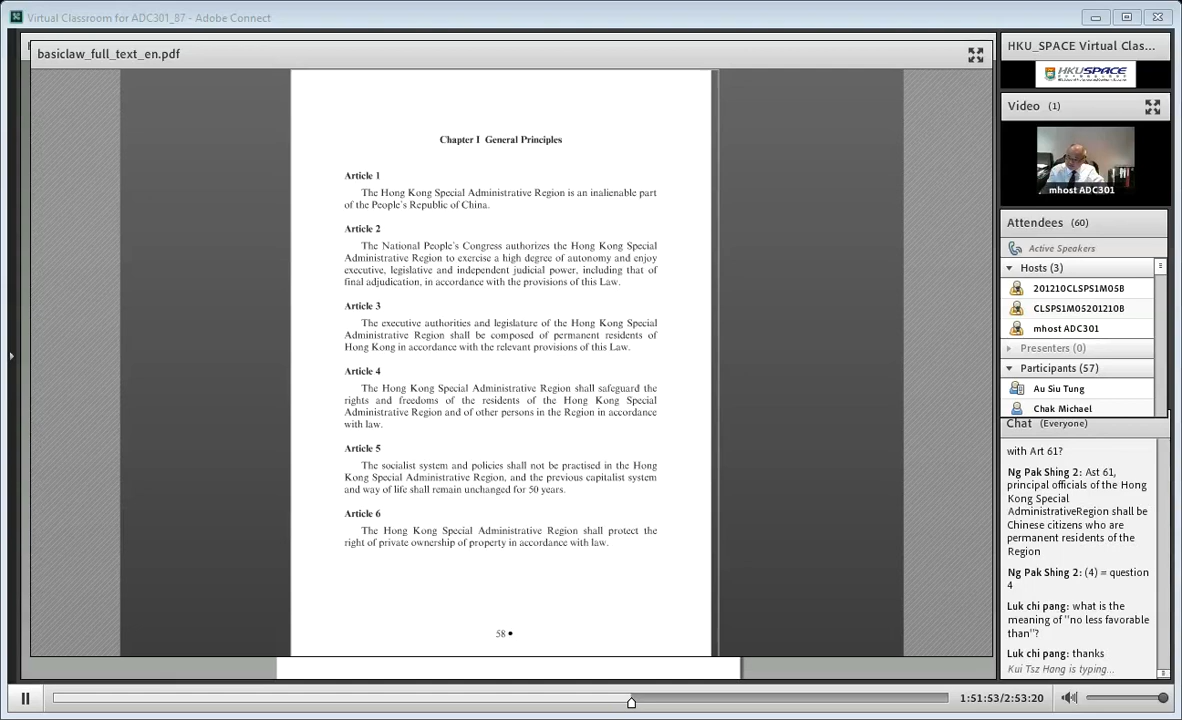 Virtual Classroom for ADC301_87 - Adobe Connect
basiclaw_full_text_en.pdf
Chapter I General Principles
Article 1
The Hong Kong Special Administrative Region is an inalienable part
of the People's Republic of China.
Article 2
The National People's Congress authorizes the Hong Kong Special
Administrative Region to exercise a high degree of autonomy and enjoy
executive, legislative and independent judicial power, including that of
final adjudication, in accordance with the provisions of this Law.
Article 3
The executive authorities and legislature of the Hong Kong Special
Administrative Region shall be composed of permanent residents of
Hong Kong in accordance with the relevant provisions of this Law.
Article 4
The Hong Kong Special Administrative Region shall safeguard the
rights and freedoms of the residents of the Hong Kong Special
Administrative Region and of other persons in the Region in accordance
with law.
Article 5
The socialist system and policies shall not be practised in the Hong
Kong Special Administrative Region, and the previous capitalist system
and way of life shall remain unchanged for 50 years.
Article 6
The Hong Kong Special Administrative Region shall protect the
right of private ownership of property in accordance with law.
58 ●
HKU_SPACE Virtual Clas...
HKU SPACE
Video (1)
mhost ADC301
Attendees (60)
Active Speakers
Hosts (3)
201210CLSPS1M05B
CLSPS1M05201210B
mhost ADC301
Presenters (0)
Participants (57)
Au Siu Tung
Chak Michael
Chat (Everyone)
with Art 61?
Ng Pak Shing 2: Ast 61,
principal officials of the Hong
Kong Special
AdministrativeRegion shall be
Chinese citizens who are
permanent residents of the
Region
Ng Pak Shing 2: (4) = question
4
Luk chi pang: what is the
meaning of "no less favorable
than"?
Luk chi pang: thanks
Kui Tsz Hong is typing...
1:51:53/2:53:20